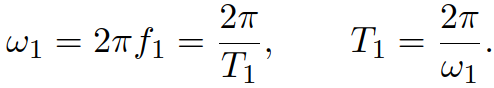 ω₁ = 2πf₁ = 2π/T₁, T₁ = 2π/ω₁.